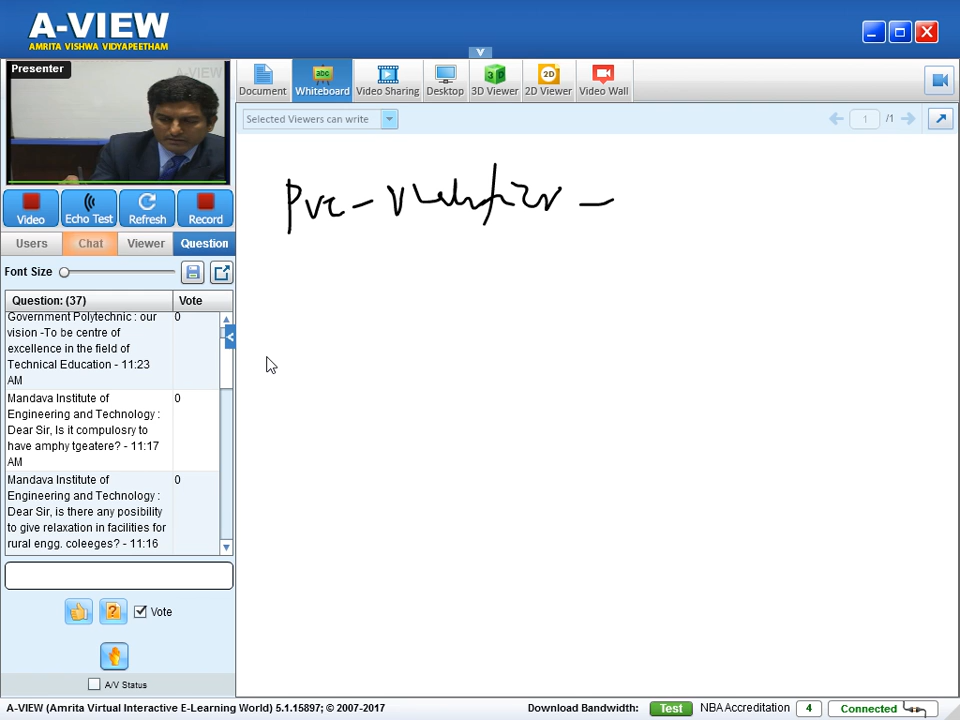 A-VIEW
AMRITA VISHWA VIDYAPEETHAM
Presenter
A-VIEW
Document
abc
Whiteboard
Video Sharing
Desktop
3D
3D Viewer
2D
2D Viewer
Video Wall
Selected Viewers can write
1
/1
Pre-
Video
Echo Test
Refresh
Record
Users
Chat
Viewer
Question
Font Size
Question: (37)
Vote
Government Polytechnic : our
vision -To be centre of
excellence in the field of
Technical Education - 11:23
AM
0
Mandava Institute of
Engineering and Technology :
Dear Sir, Is it compulosry to
have amphy tgeatere? - 11:17
AM
0
Mandava Institute of
Engineering and Technology :
Dear Sir, is there any posibility
to give relaxation in facilities for
rural engg. coleeges? - 11:16
0
Vote
A/V Status
A-VIEW (Amrita Virtual Interactive E-Learning World) 5.1.15897; © 2007-2017
Download Bandwidth:
Test
NBA Accreditation
4
Connected